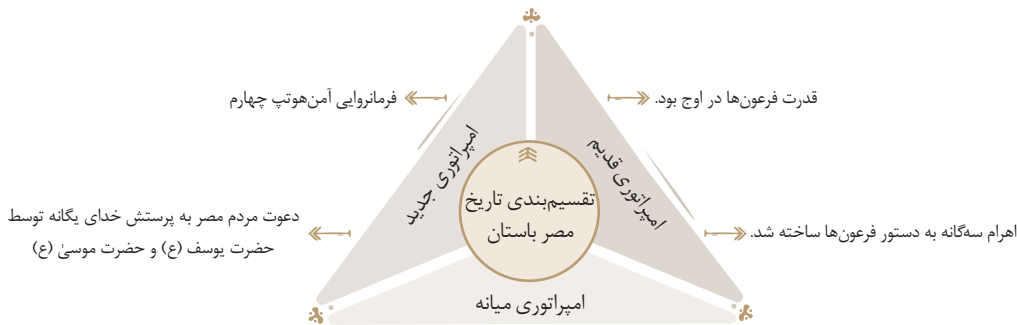 تقسیم‌بندی تاریخ
مصر باستان
امپراتوری قدیم
قدرت فرعون‌ها در اوج بود.
اهرام سه‌گانه به دستور فرعون‌ها ساخته شد.
امپراتوری میانه
امپراتوری جدید
فرمانروایی آمن‌هوتپ چهارم
دعوت مردم مصر به پرستش خدای یگانه توسط
حضرت یوسف (ع) و حضرت موسیٰ (ع)